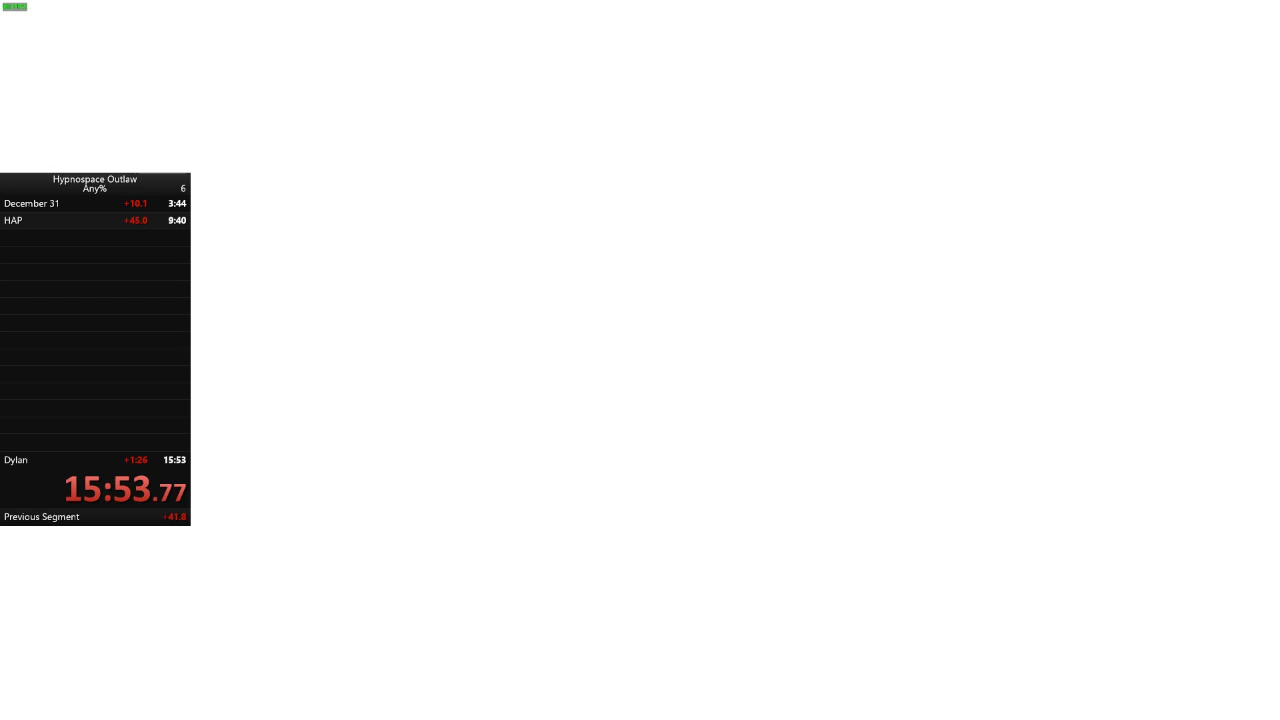 Hypnospace Outlaw
Any% 6
December 31 +10.1 3:44
HAP +45.0 9:40
Dylan +1:26 15:53
15:53.77
Previous Segment +41.8